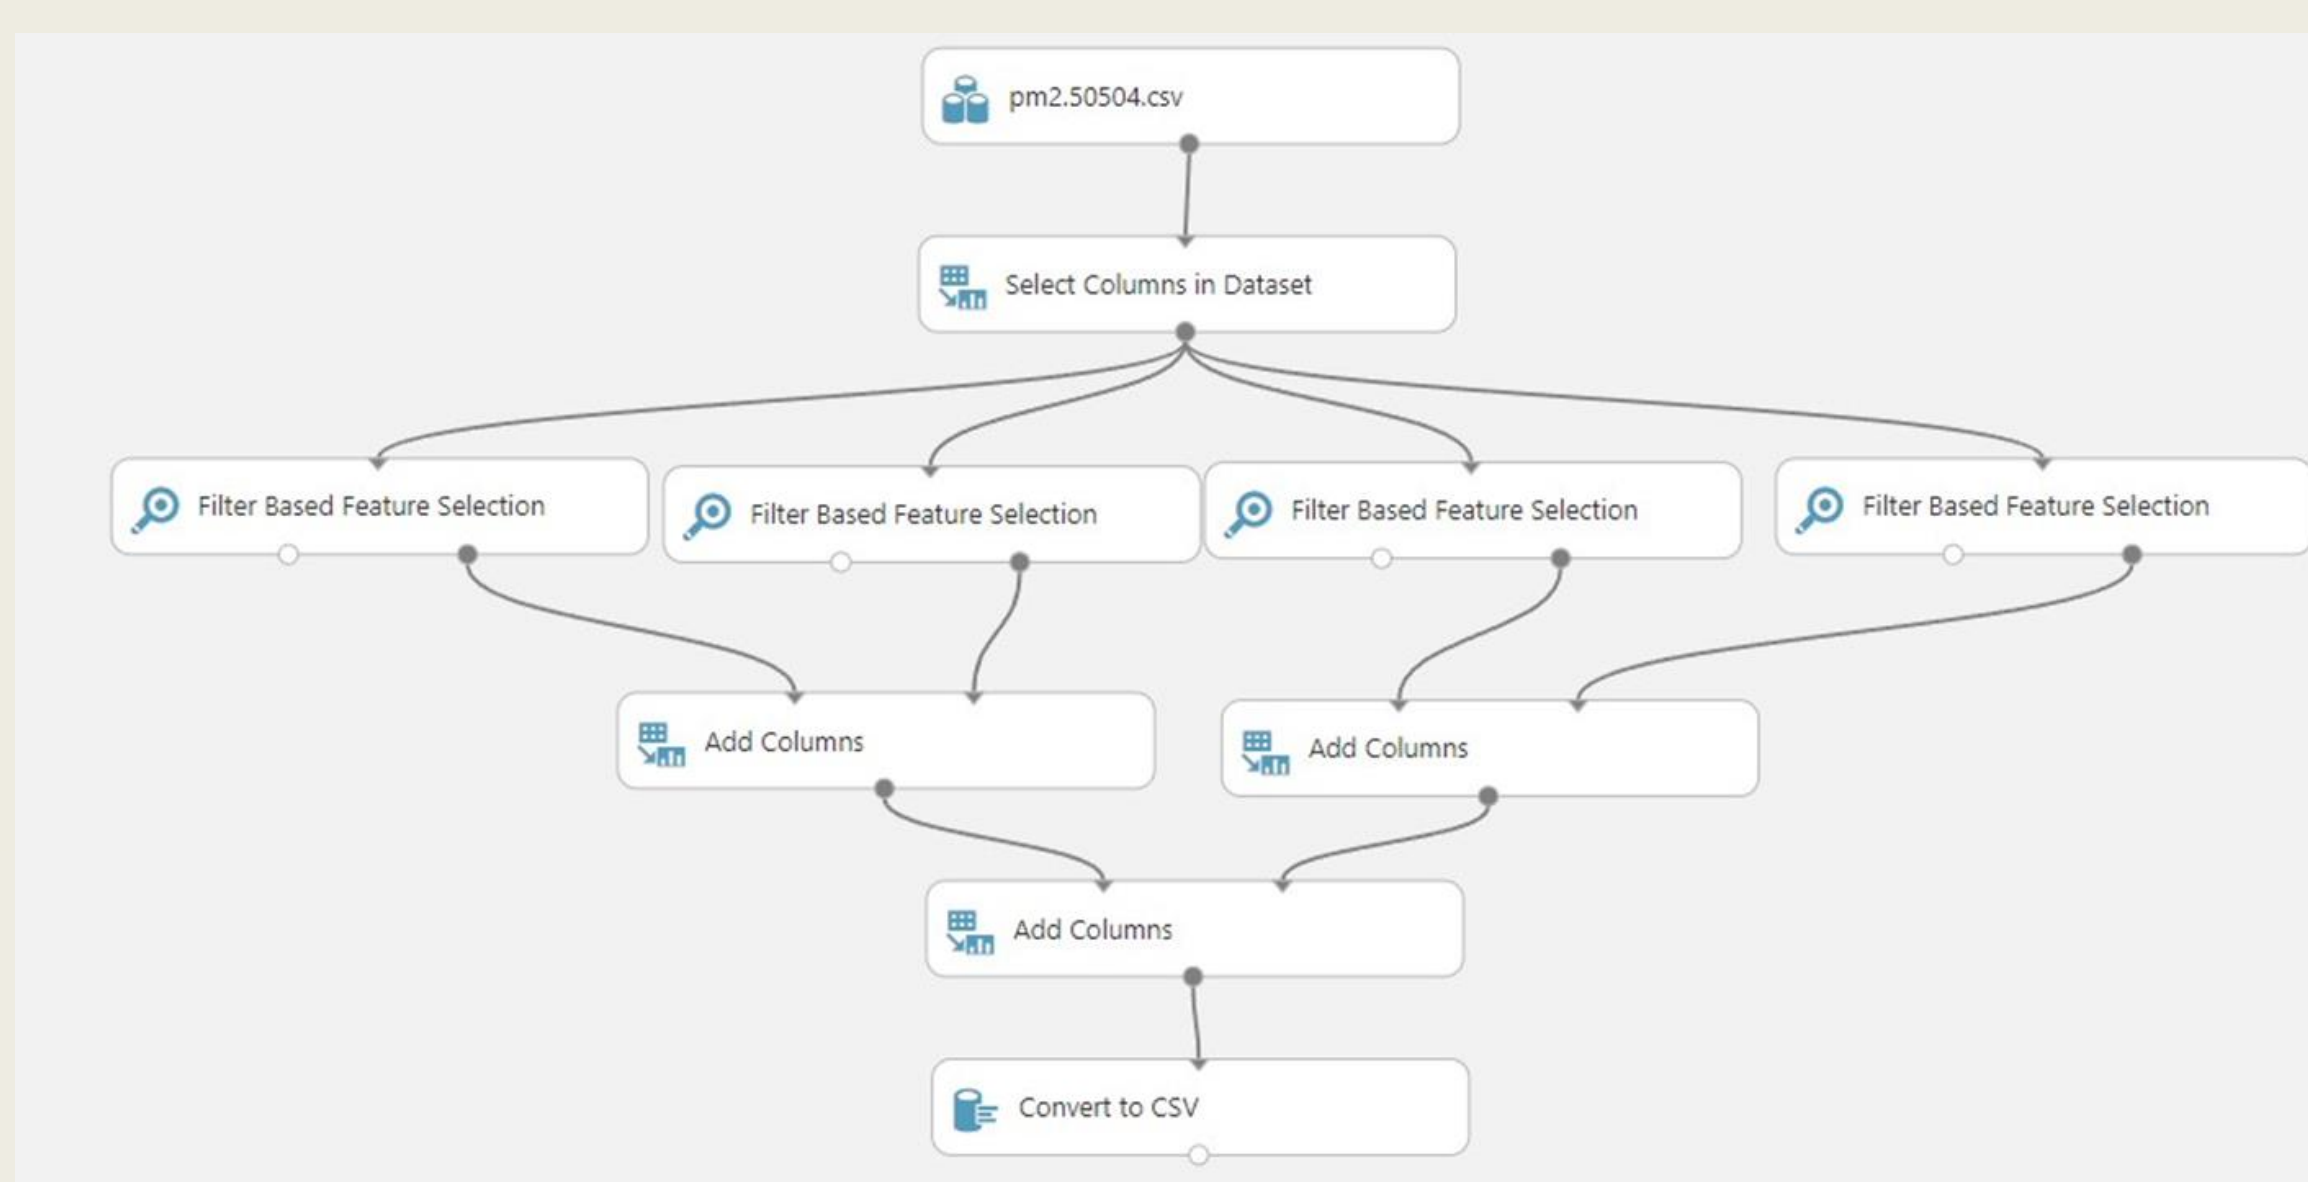 pm2.50504.csv
Select Columns in Dataset
Filter Based Feature Selection
Filter Based Feature Selection
Filter Based Feature Selection
Filter Based Feature Selection
Add Columns
Add Columns
Add Columns
Convert to CSV